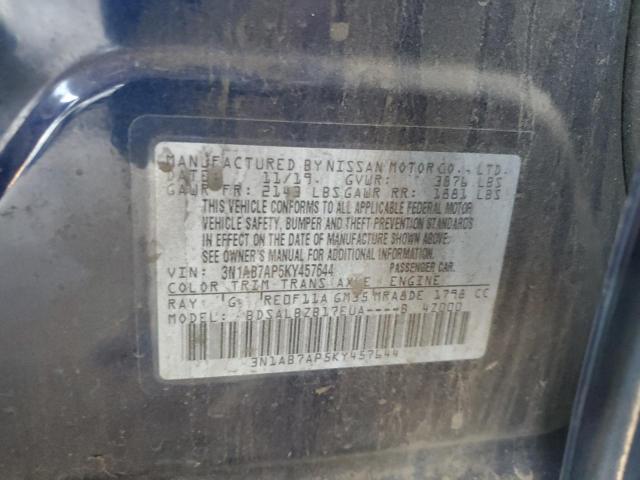 MANUFACTURED BY NISSAN MOTOR CO., LTD.
DATE: 11/19 GVWR: 3876 LBS
GAWR FR: 2143 LBS GAWR RR: 1881 LBS
THIS VEHICLE CONFORMS TO ALL APPLICABLE FEDERAL MOTOR
VEHICLE SAFETY, BUMPER AND THEFT PREVENTION STANDARDS
IN EFFECT ON THE DATE OF MANUFACTURE SHOWN ABOVE.
SEE OWNER'S MANUAL FOR ADDITIONAL INFORMATION.
VIN: 3N1AB7AP5KY457644 PASSENGER CAR.
COLOR TRIM TRANS AXLE ENGINE
RAY G RE0F11A GM35 MRA8DE 1798 CC
MODEL: BDSALBZB17EUA----B 42000
3N1AB7AP5KY457644